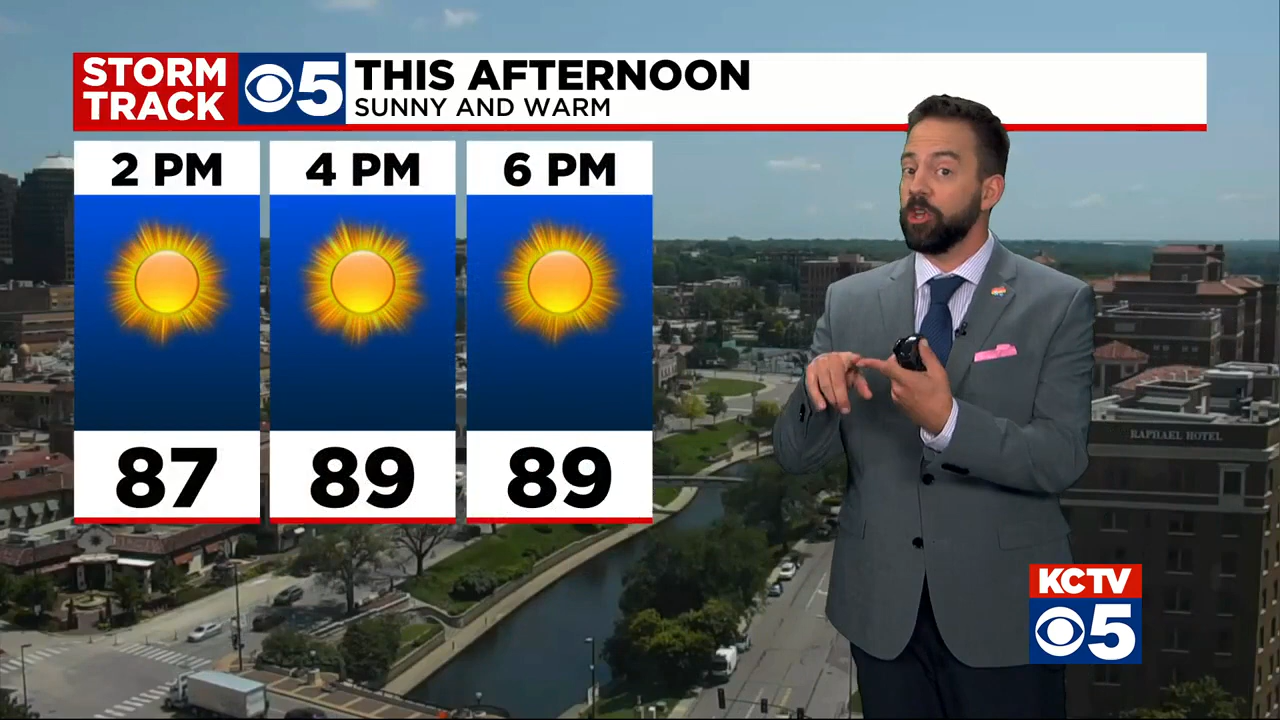 STORM
TRACK
5
THIS AFTERNOON
SUNNY AND WARM
2 PM
4 PM
6 PM
87
89
89
RAPHAEL HOTEL
KCTV
5